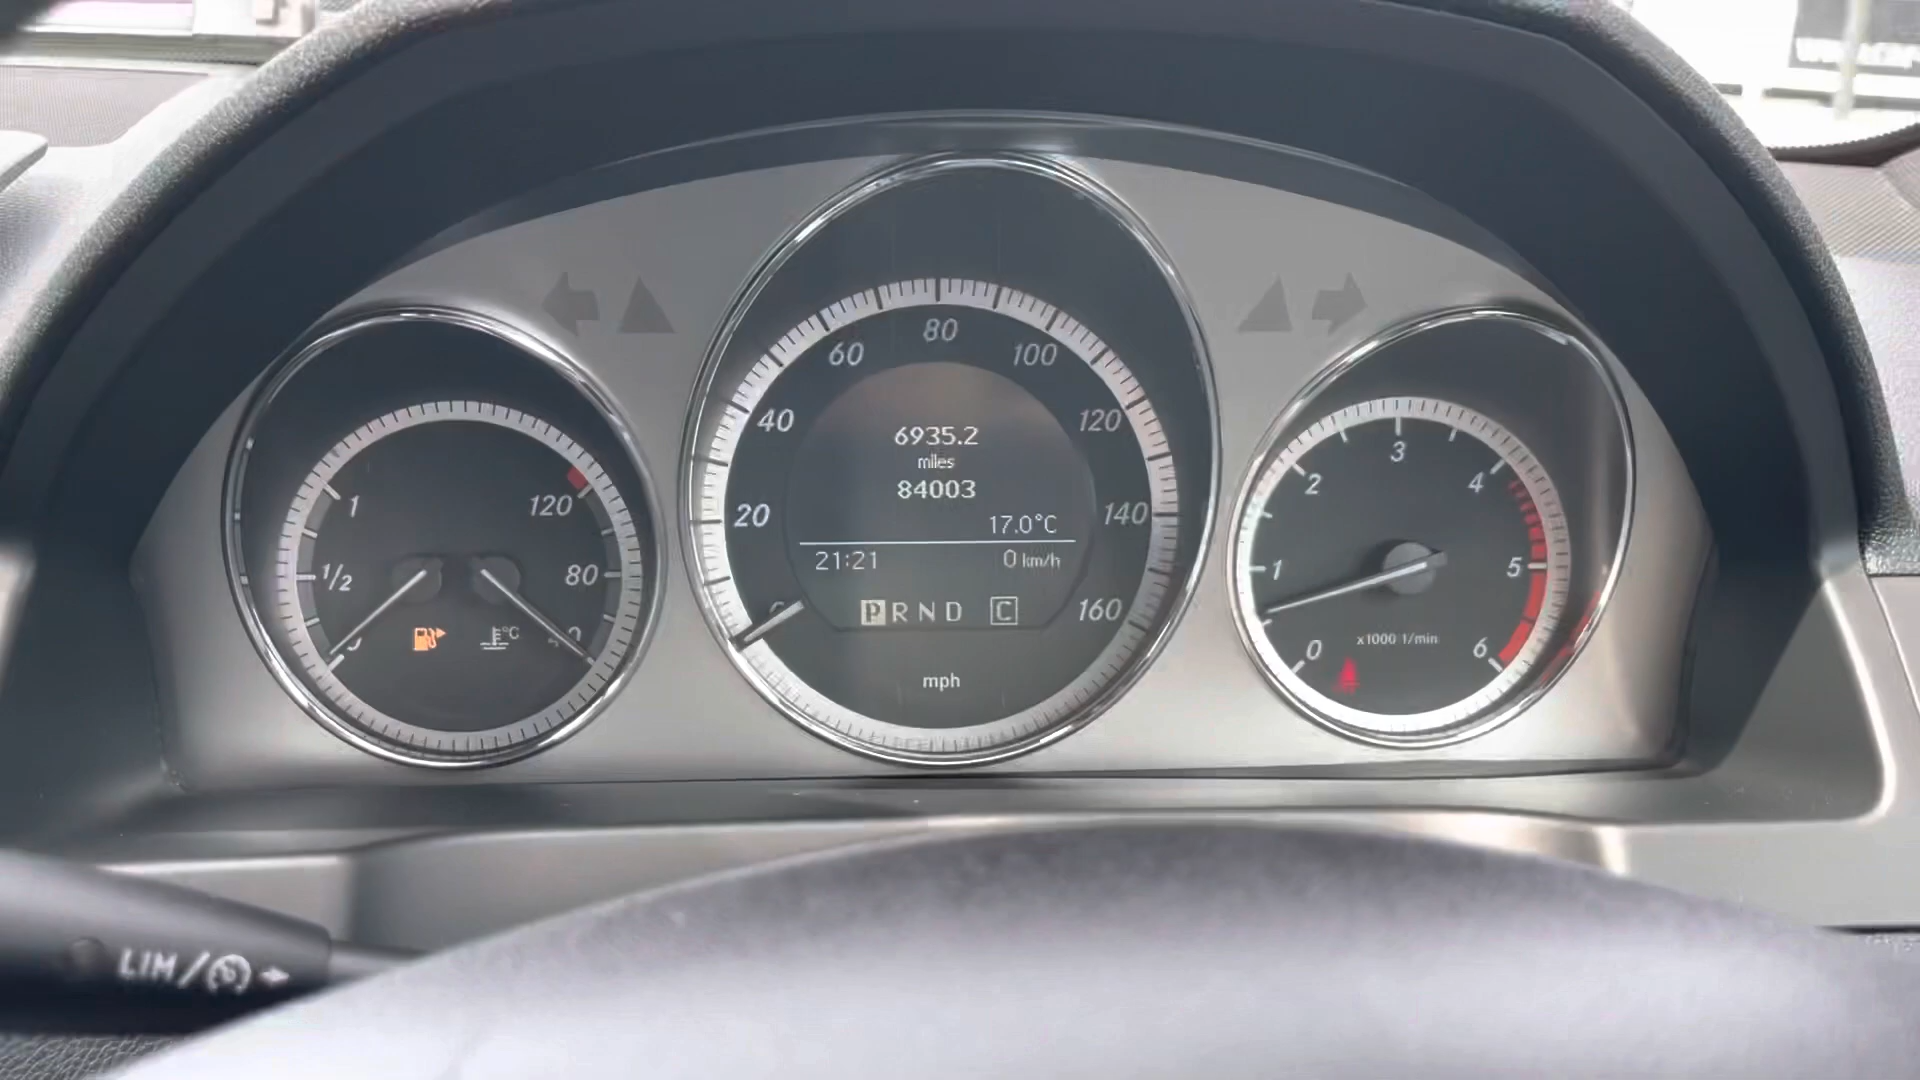 80
60 100
40 120
20 140
0 160
6935.2
miles
84003
17.0°C
21:21 0 km/h
P R N D C
mph
1 120
1/2 80
°C
3
2 4
1 5
0 6
x1000 1/min
LIM/